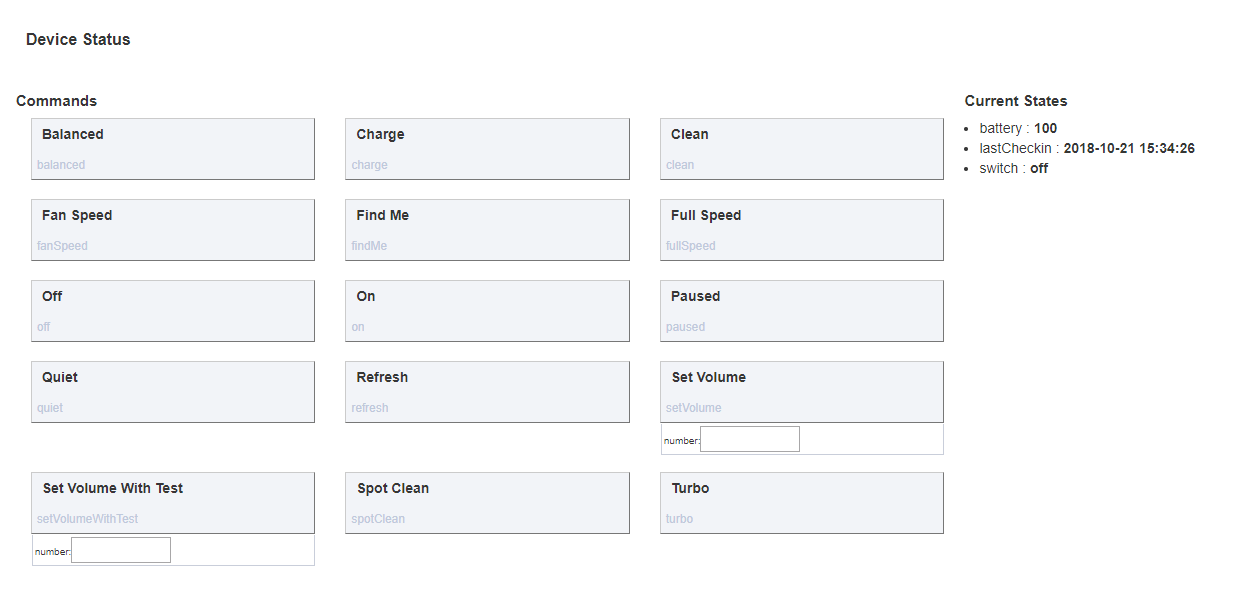 Device Status
Commands
Balanced
balanced
Charge
charge
Clean
clean
Fan Speed
fanSpeed
Find Me
findMe
Full Speed
fullSpeed
Off
off
On
on
Paused
paused
Quiet
quiet
Refresh
refresh
Set Volume
setVolume
number:
Set Volume With Test
setVolumeWithTest
number:
Spot Clean
spotClean
Turbo
turbo
Current States
battery : 100
lastCheckin : 2018-10-21 15:34:26
switch : off